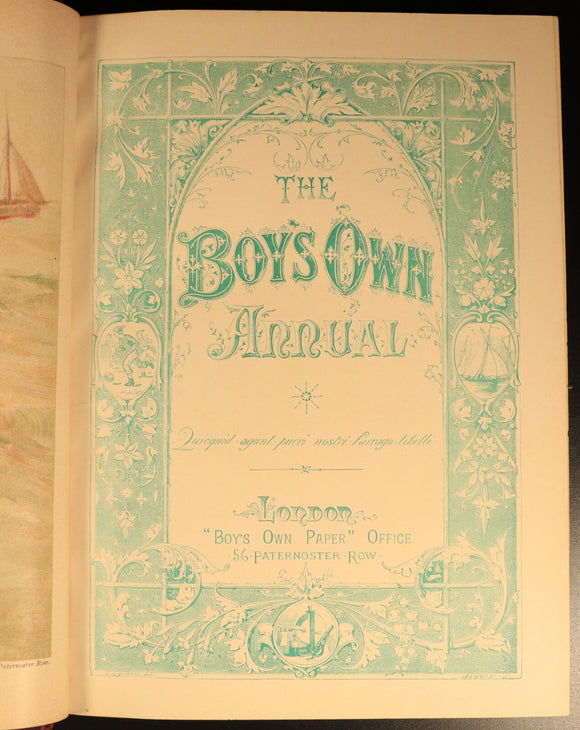 THE
BOY'S OWN
ANNUAL
Quicquid agunt pueri nostri farrago libelli
LONDON
"BOY'S OWN PAPER" OFFICE
56 PATERNOSTER ROW.
Paternoster Row.